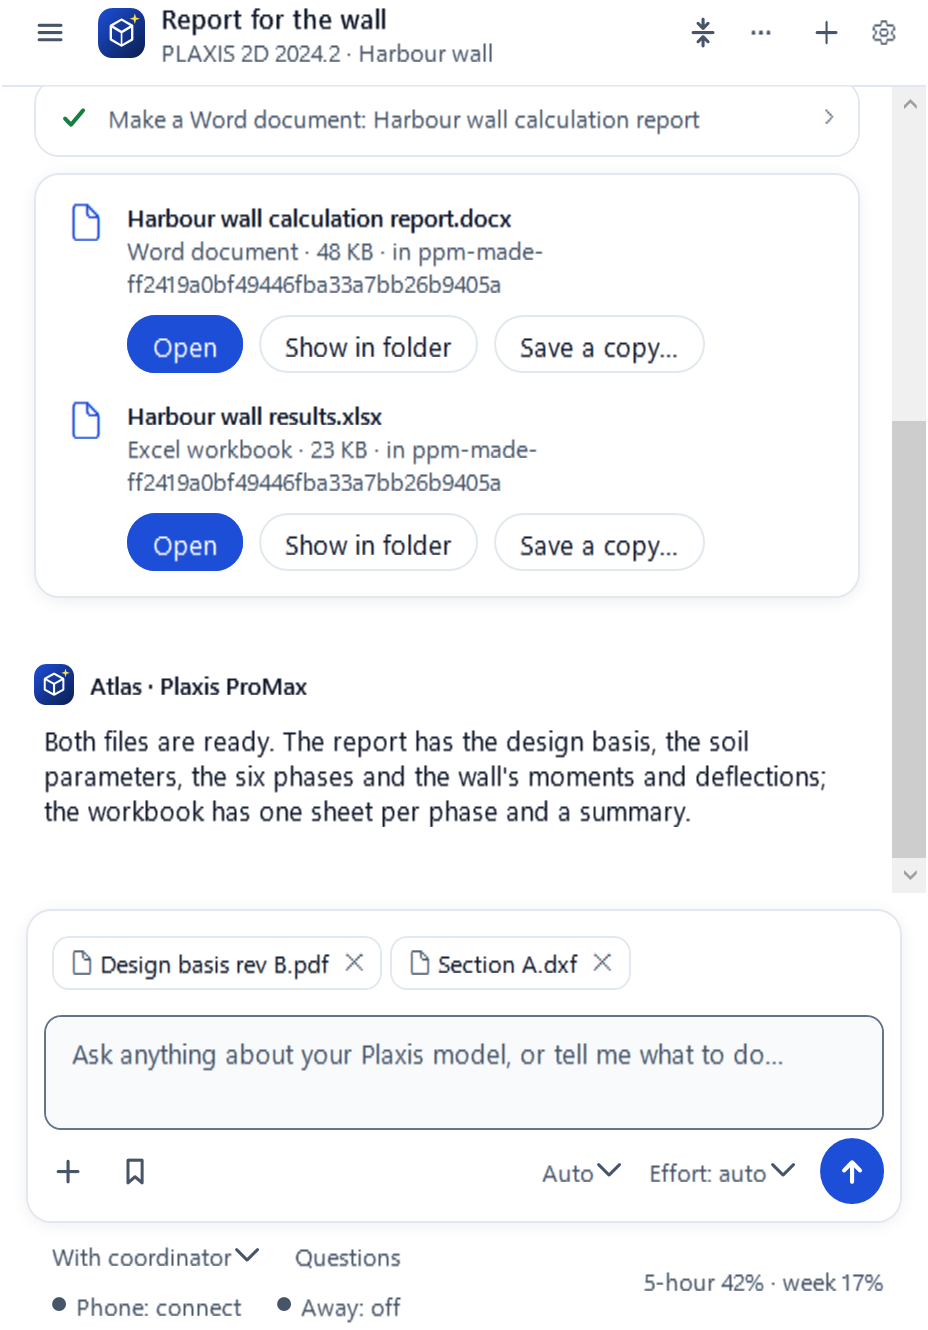 Report for the wall
PLAXIS 2D 2024.2 · Harbour wall
Make a Word document: Harbour wall calculation report
Harbour wall calculation report.docx
Word document · 48 KB · in ppm-made-
ff2419a0bf49446fba33a7bb26b9405a
Open Show in folder Save a copy...
Harbour wall results.xlsx
Excel workbook · 23 KB · in ppm-made-
ff2419a0bf49446fba33a7bb26b9405a
Open Show in folder Save a copy...
Atlas · Plaxis ProMax
Both files are ready. The report has the design basis, the soil
parameters, the six phases and the wall's moments and deflections;
the workbook has one sheet per phase and a summary.
Design basis rev B.pdf Section A.dxf
Ask anything about your Plaxis model, or tell me what to do...
Auto Effort: auto
With coordinator Questions
5-hour 42% · week 17%
Phone: connect Away: off